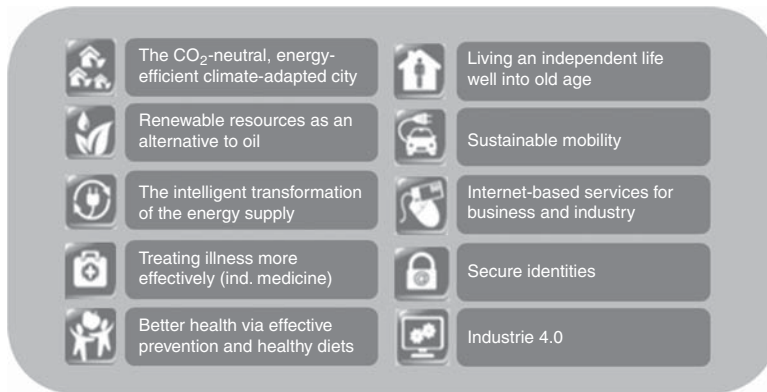 The CO₂-neutral, energy-
efficient climate-adapted city
Renewable resources as an
alternative to oil
The intelligent transformation
of the energy supply
Treating illness more
effectively (ind. medicine)
Better health via effective
prevention and healthy diets
Living an independent life
well into old age
Sustainable mobility
Internet-based services for
business and industry
Secure identities
Industrie 4.0